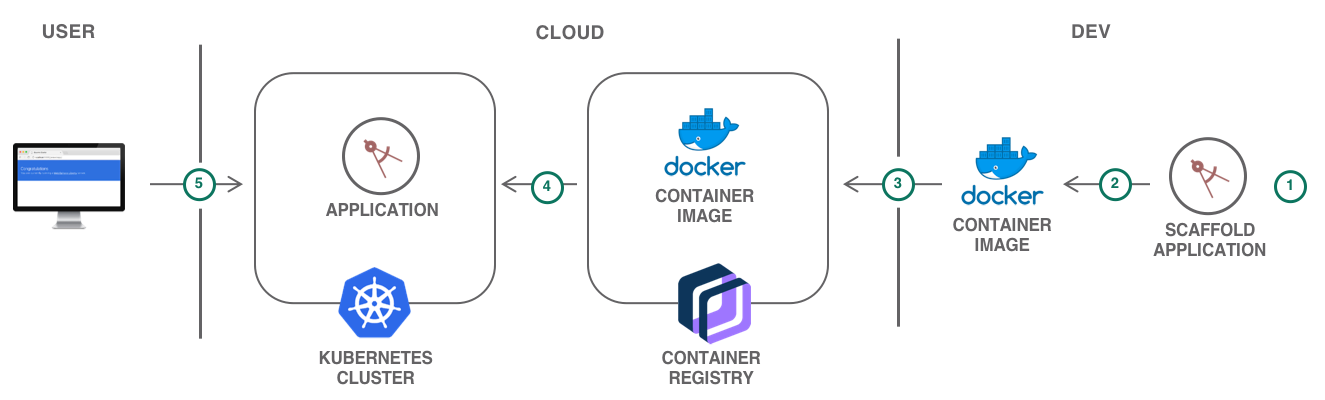 USER
CLOUD
DEV
5
APPLICATION
KUBERNETES
CLUSTER
4
docker
CONTAINER
IMAGE
CONTAINER
REGISTRY
3
docker
CONTAINER
IMAGE
2
SCAFFOLD
APPLICATION
1